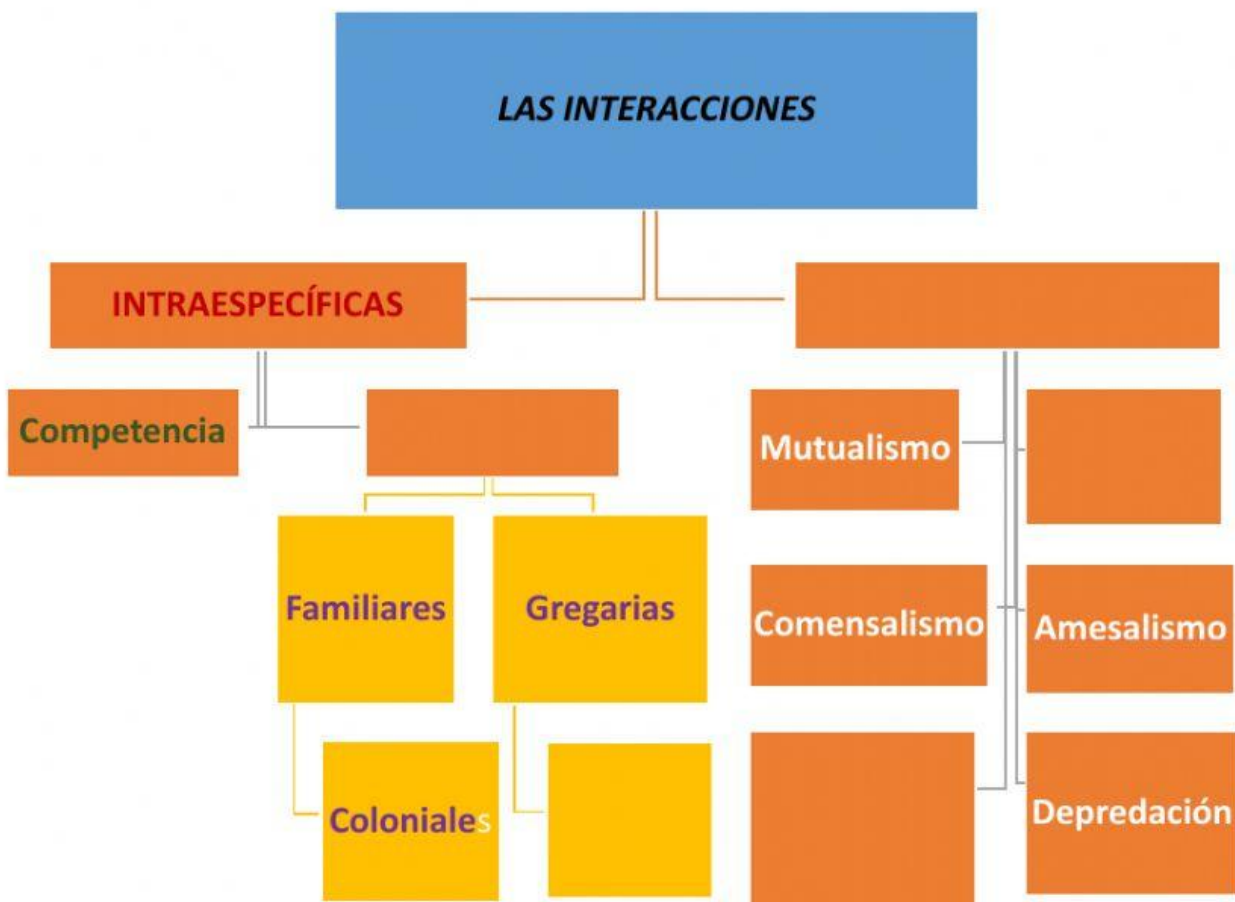 LAS INTERACCIONES
INTRAESPECÍFICAS
Competencia
Mutualismo
Familiares
Gregarias
Comensalismo
Amesalismo
Coloniales
Depredación